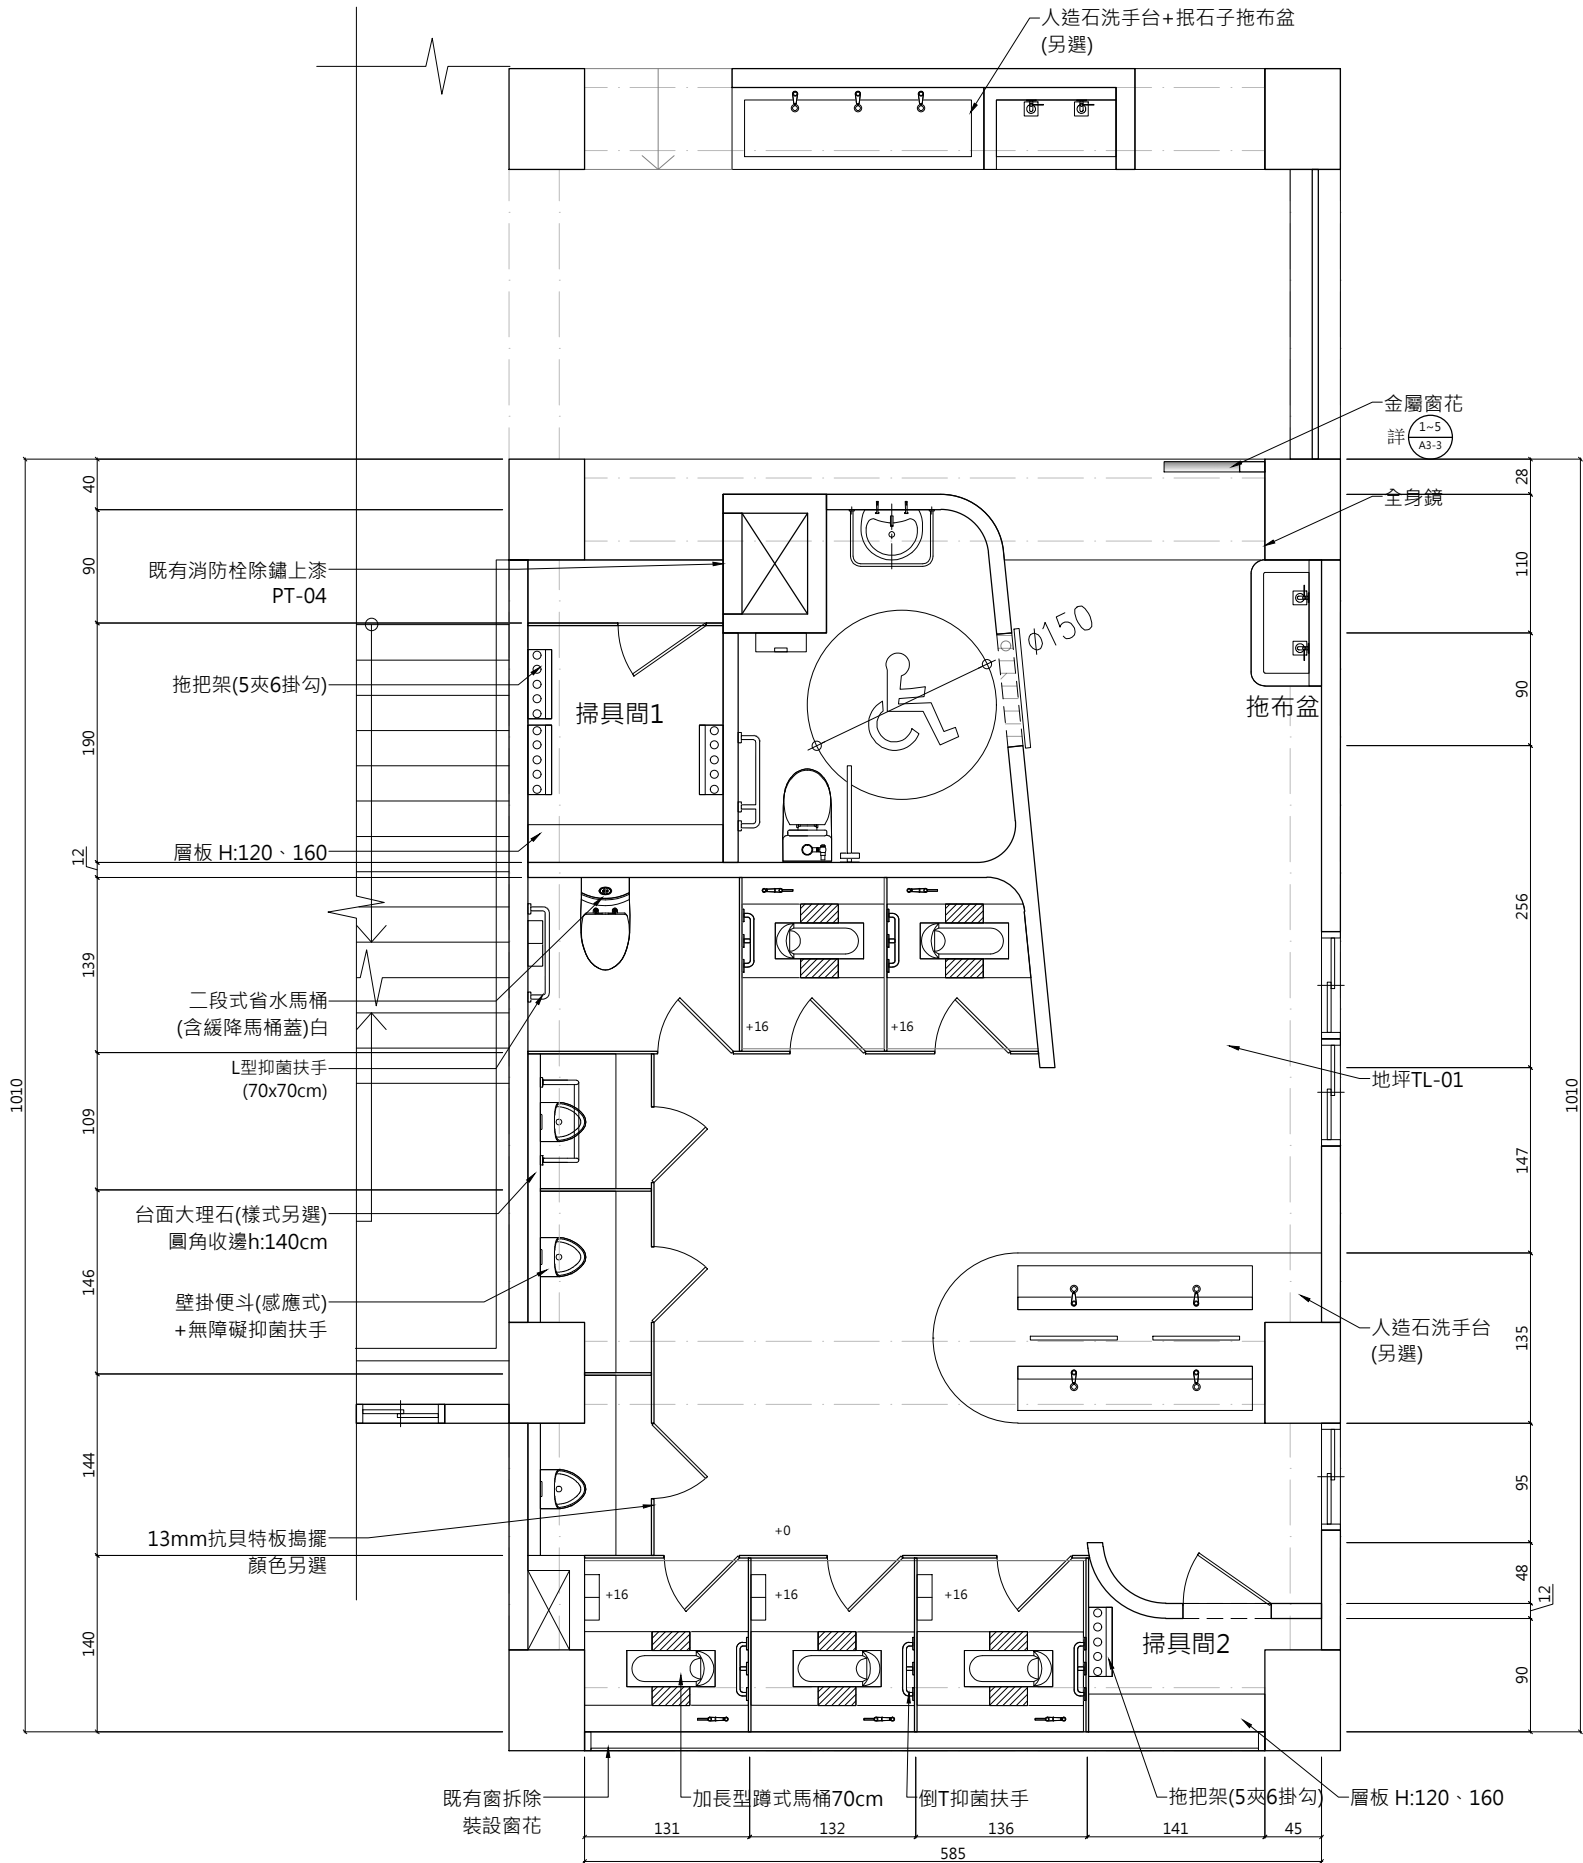 人造石洗手台+抿石子拖布盆
(另選)
金屬窗花
詳
1~5
A3-3
全身鏡
40
28
90
110
既有消防栓除鏽上漆
PT-04
ϕ150
90
拖把架(5夾6掛勾)
掃具間1
拖布盆
190
層板 H:120、160
12
256
139
二段式省水馬桶
(含緩降馬桶蓋)白
+16
+16
L型抑菌扶手
(70x70cm)
地坪TL-01
1010
1010
109
147
台面大理石(樣式另選)
圓角收邊h:140cm
146
壁掛便斗(感應式)
+無障礙抑菌扶手
人造石洗手台
(另選)
135
144
95
13mm抗貝特板搗擺
顏色另選
+0
48
12
+16
+16
+16
140
掃具間2
90
既有窗拆除
裝設窗花
加長型蹲式馬桶70cm
倒T抑菌扶手
拖把架(5夾6掛勾)
層板 H:120、160
131
132
136
141
45
585